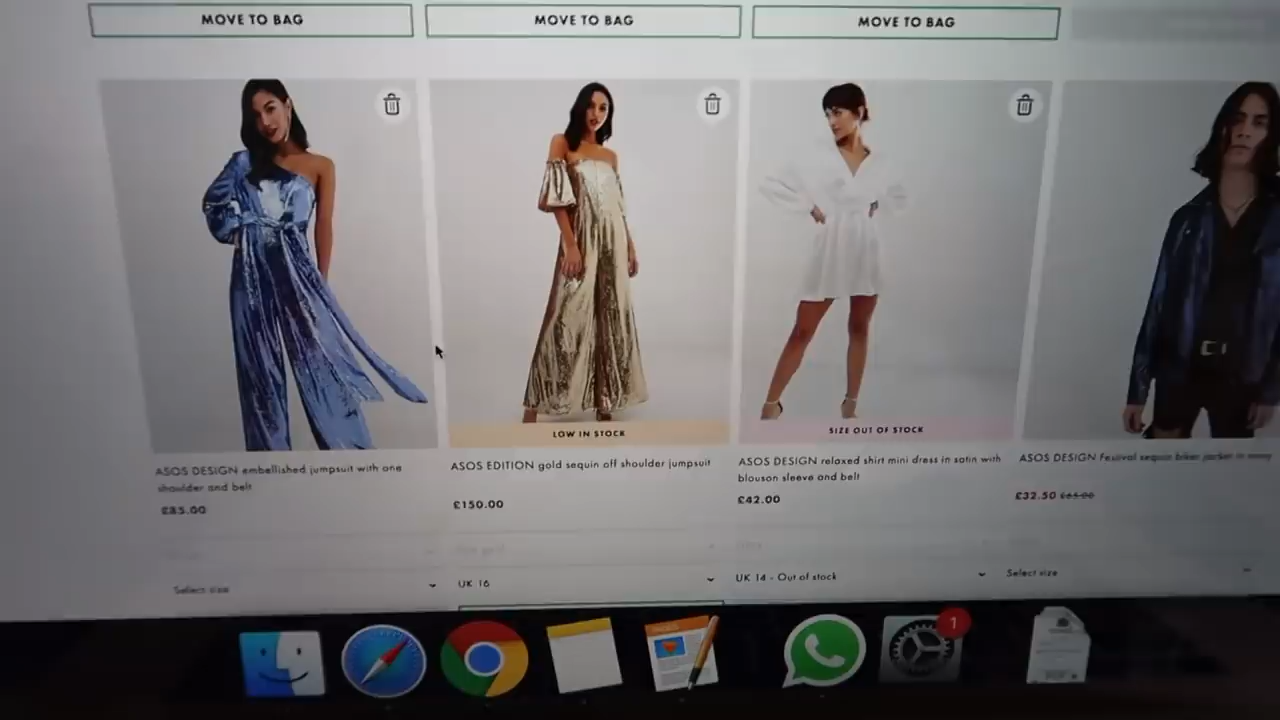 MOVE TO BAG
MOVE TO BAG
MOVE TO BAG
LOW IN STOCK
SIZE OUT OF STOCK
ASOS DESIGN embellished jumpsuit with one
shoulder and belt
£85.00
ASOS EDITION gold sequin off shoulder jumpsuit
£150.00
ASOS DESIGN relaxed shirt mini dress in satin with
blouson sleeve and belt
£42.00
ASOS DESIGN Festival sequin biker jacket in navy
£32.50 £65.00
Select size
UK 16
UK 14 - Out of stock
Select size
1